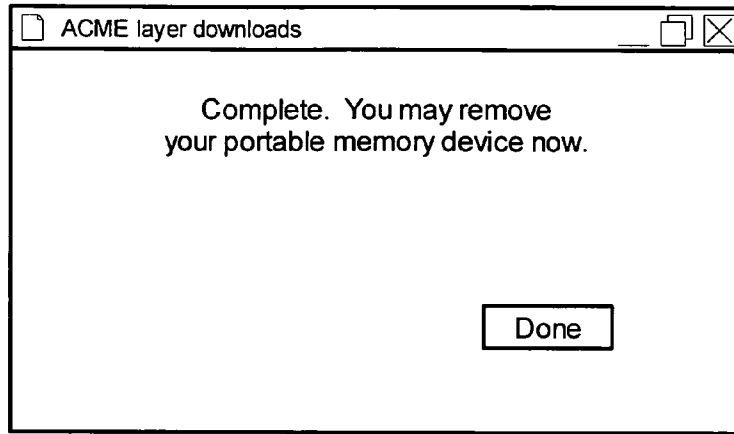 ACME layer downloads
Complete.  You may remove
your portable memory device now.
Done